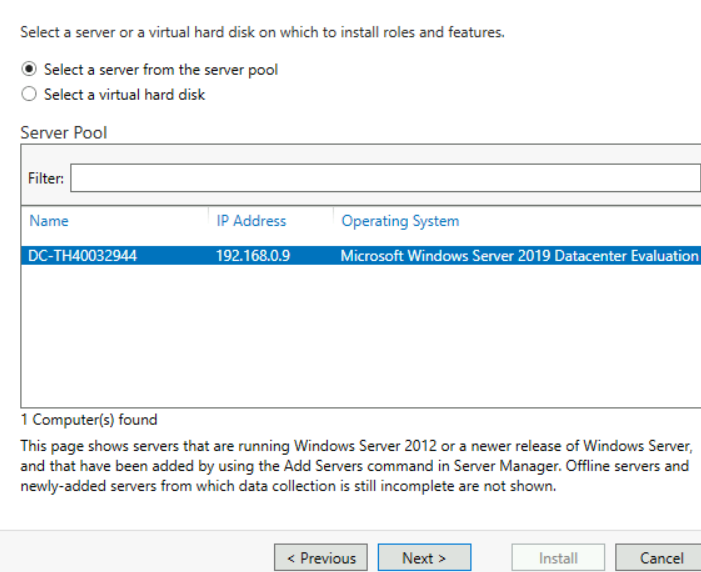 Select a server or a virtual hard disk on which to install roles and features.
Select a server from the server pool
Select a virtual hard disk
Server Pool
Filter:
Name IP Address Operating System
DC-TH40032944 192.168.0.9 Microsoft Windows Server 2019 Datacenter Evaluation
1 Computer(s) found
This page shows servers that are running Windows Server 2012 or a newer release of Windows Server,
and that have been added by using the Add Servers command in Server Manager. Offline servers and
newly-added servers from which data collection is still incomplete are not shown.
< Previous Next > Install Cancel